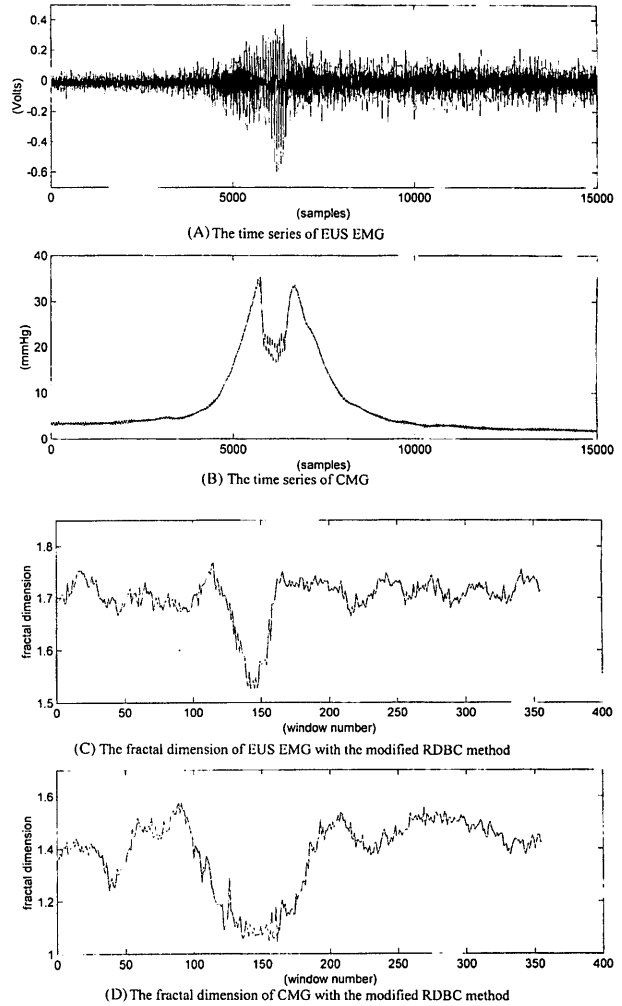 0.4
0.2
0
-0.2
-0.4
-0.6
(Volts)
0 5000 10000 15000
(samples)
(A) The time series of EUS EMG
40
30
20
10
0
(mmHg)
0 5000 10000 15000
(samples)
(B) The time series of CMG
1.8
1.7
1.6
1.5
fractal dimension
0 50 100 150 200 250 300 350 400
(window number)
(C) The fractal dimension of EUS EMG with the modified RDBC method
1.6
1.4
1.2
1
fractal dimension
0 50 100 150 200 250 300 350 400
(window number)
(D) The fractal dimension of CMG with the modified RDBC method